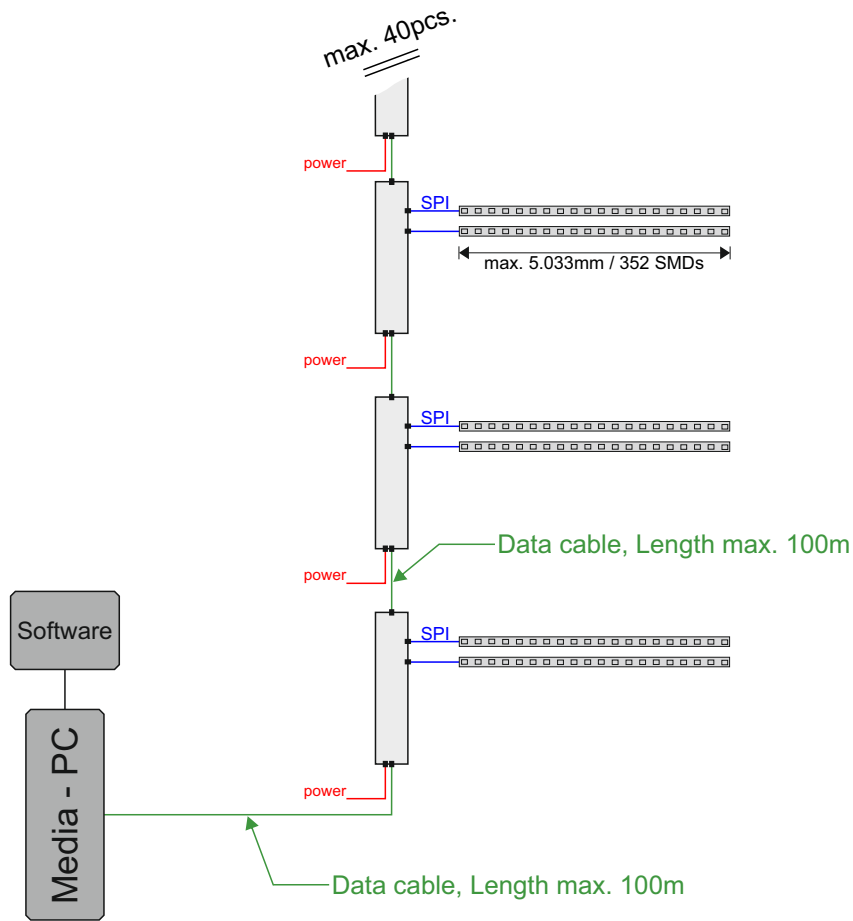 max. 40pcs.
power
SPI
max. 5.033mm / 352 SMDs
power
SPI
Data cable, Length max. 100m
power
Software
SPI
Media - PC
power
Data cable, Length max. 100m